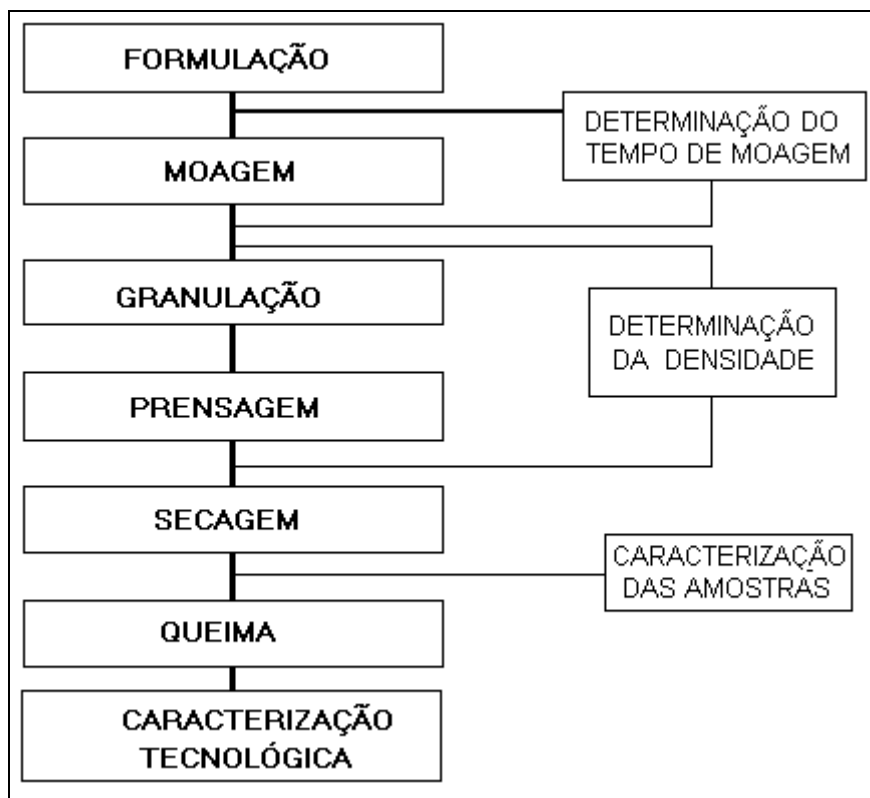 FORMULAÇÃO
DETERMINAÇÃO DO
TEMPO DE MOAGEM
MOAGEM
GRANULAÇÃO
DETERMINAÇÃO
DA DENSIDADE
PRENSAGEM
SECAGEM
CARACTERIZAÇÃO
DAS AMOSTRAS
QUEIMA
CARACTERIZAÇÃO
TECNOLÓGICA